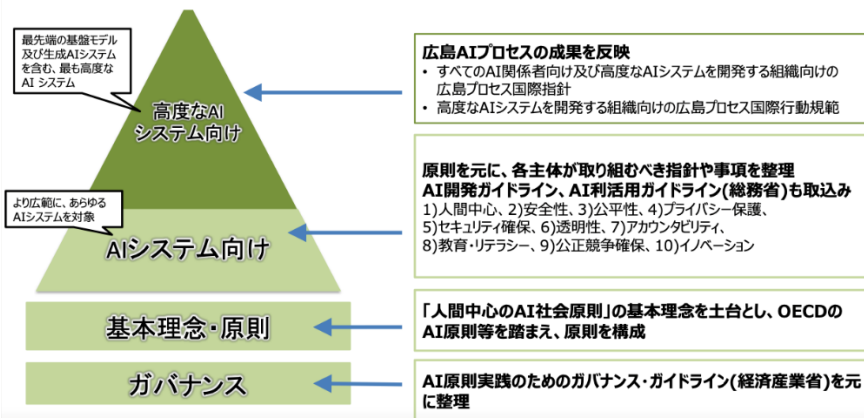 最先端の基盤モデル
及び生成AIシステム
を含む、最も高度な
AI システム
高度なAI
システム向け
広島AIプロセスの成果を反映
• すべてのAI関係者向け及び高度なAIシステムを開発する組織向けの
広島プロセス国際指針
• 高度なAIシステムを開発する組織向けの広島プロセス国際行動規範
より広範に、あらゆる
AIシステムを対象
AIシステム向け
原則を元に、各主体が取り組むべき指針や事項を整理
AI開発ガイドライン、AI利活用ガイドライン(総務省)も取込み
1)人間中心、2)安全性、3)公平性、4)プライバシー保護、
5)セキュリティ確保、6)透明性、7)アカウンタビリティ、
8)教育・リテラシー、9)公正競争確保、10)イノベーション
基本理念・原則
「人間中心のAI社会原則」の基本理念を土台とし、OECDの
AI原則等を踏まえ、原則を構成
ガバナンス
AI原則実践のためのガバナンス・ガイドライン(経済産業省)を元
に整理